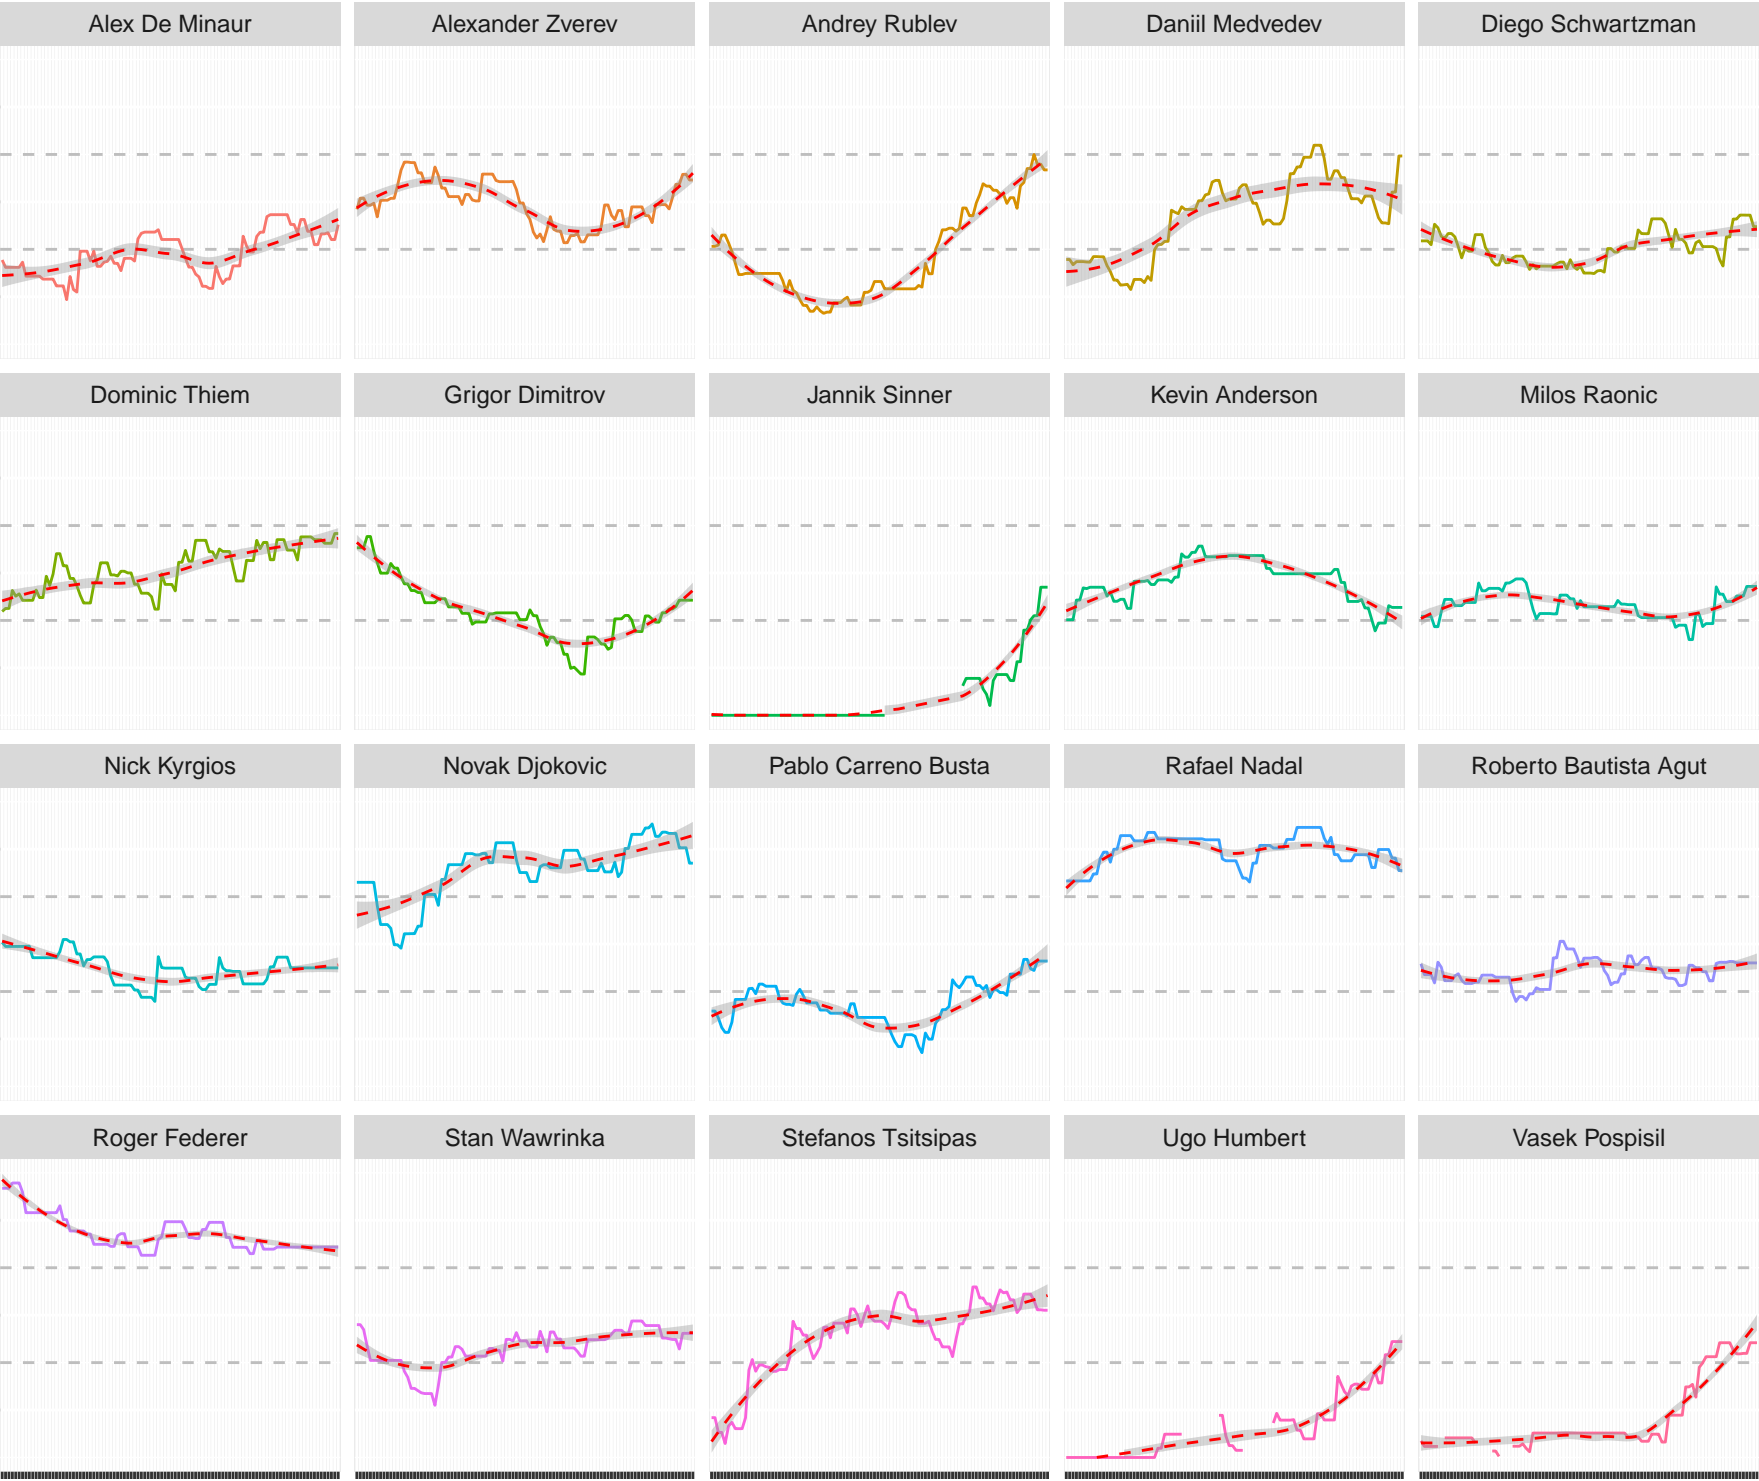 Alex De Minaur
Alexander Zverev
Andrey Rublev
Daniil Medvedev
Diego Schwartzman
Dominic Thiem
Grigor Dimitrov
Jannik Sinner
Kevin Anderson
Milos Raonic
Nick Kyrgios
Novak Djokovic
Pablo Carreno Busta
Rafael Nadal
Roberto Bautista Agut
Roger Federer
Stan Wawrinka
Stefanos Tsitsipas
Ugo Humbert
Vasek Pospisil